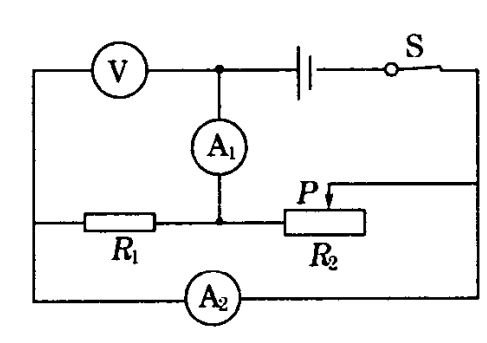 S
V
A₁
P
R₁
R₂
A₂